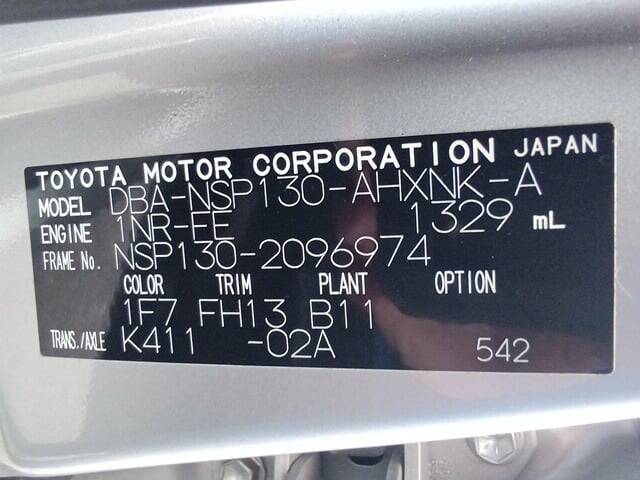 TOYOTA MOTOR CORPORATION JAPAN
MODEL DBA-NSP130-AHXNK-A
ENGINE 1NR-FE 1329 mL
FRAME No. NSP130-2096974
COLOR TRIM PLANT OPTION
1F7 FH13 B11
TRANS./AXLE K411 -02A 542